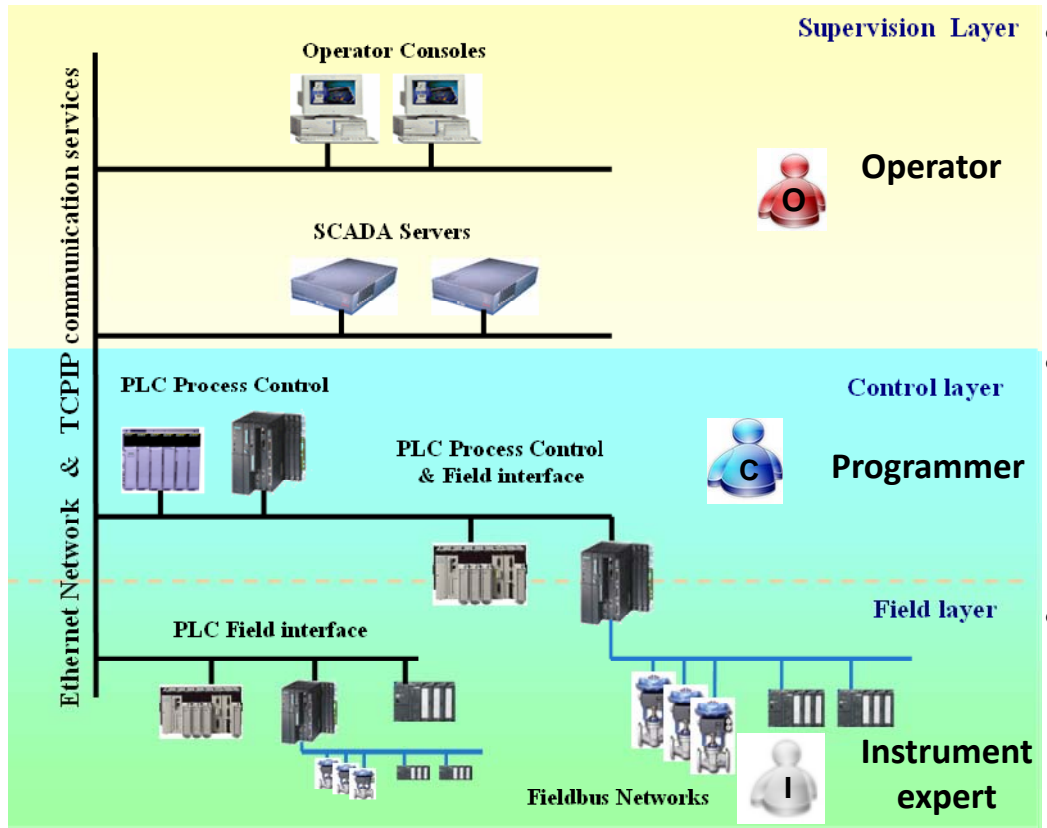 Supervision Layer
Operator Consoles
Operator
O
SCADA Servers
Ethernet Network & TCPIP communication services
PLC Process Control
Control layer
PLC Process Control
& Field interface
C
Programmer
Field layer
PLC Field interface
Instrument
expert
I
Fieldbus Networks